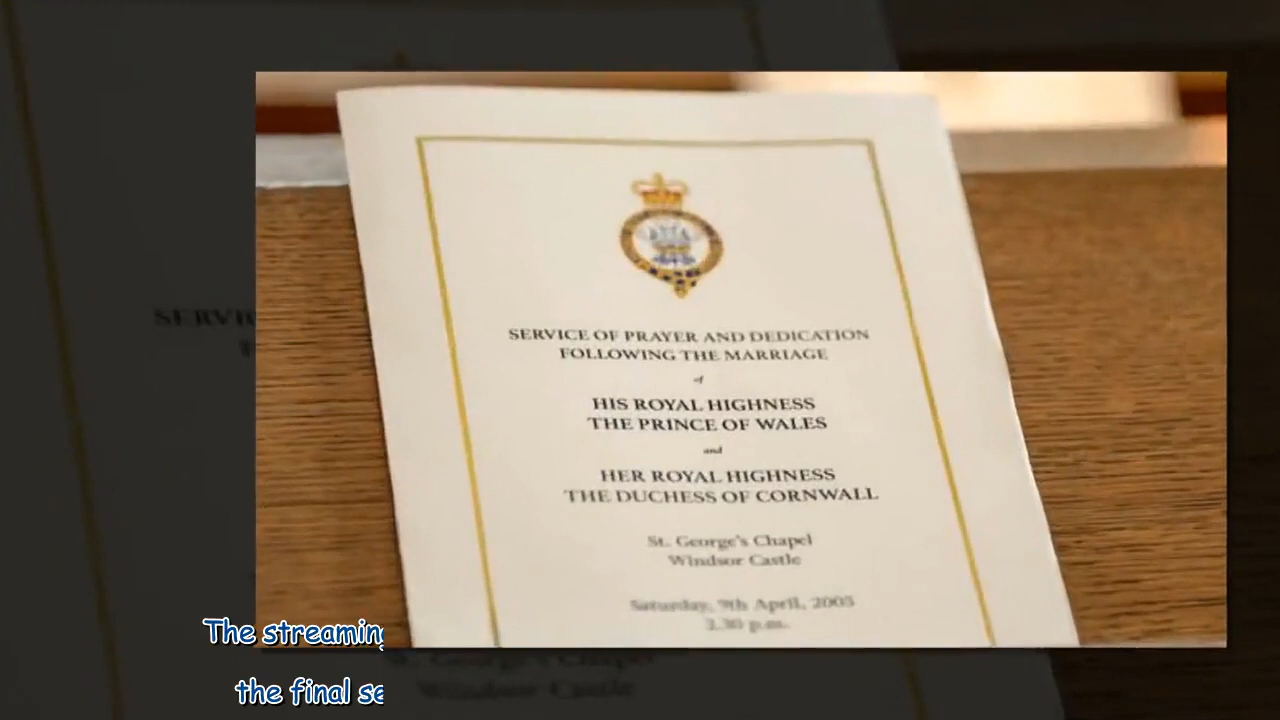 SERVICE OF PRAYER AND DEDICATION
FOLLOWING THE MARRIAGE
of
HIS ROYAL HIGHNESS
THE PRINCE OF WALES
and
HER ROYAL HIGHNESS
THE DUCHESS OF CORNWALL
St. George's Chapel
Windsor Castle
Saturday, 9th April, 2005
2.30 p.m.
The streaming
the final se